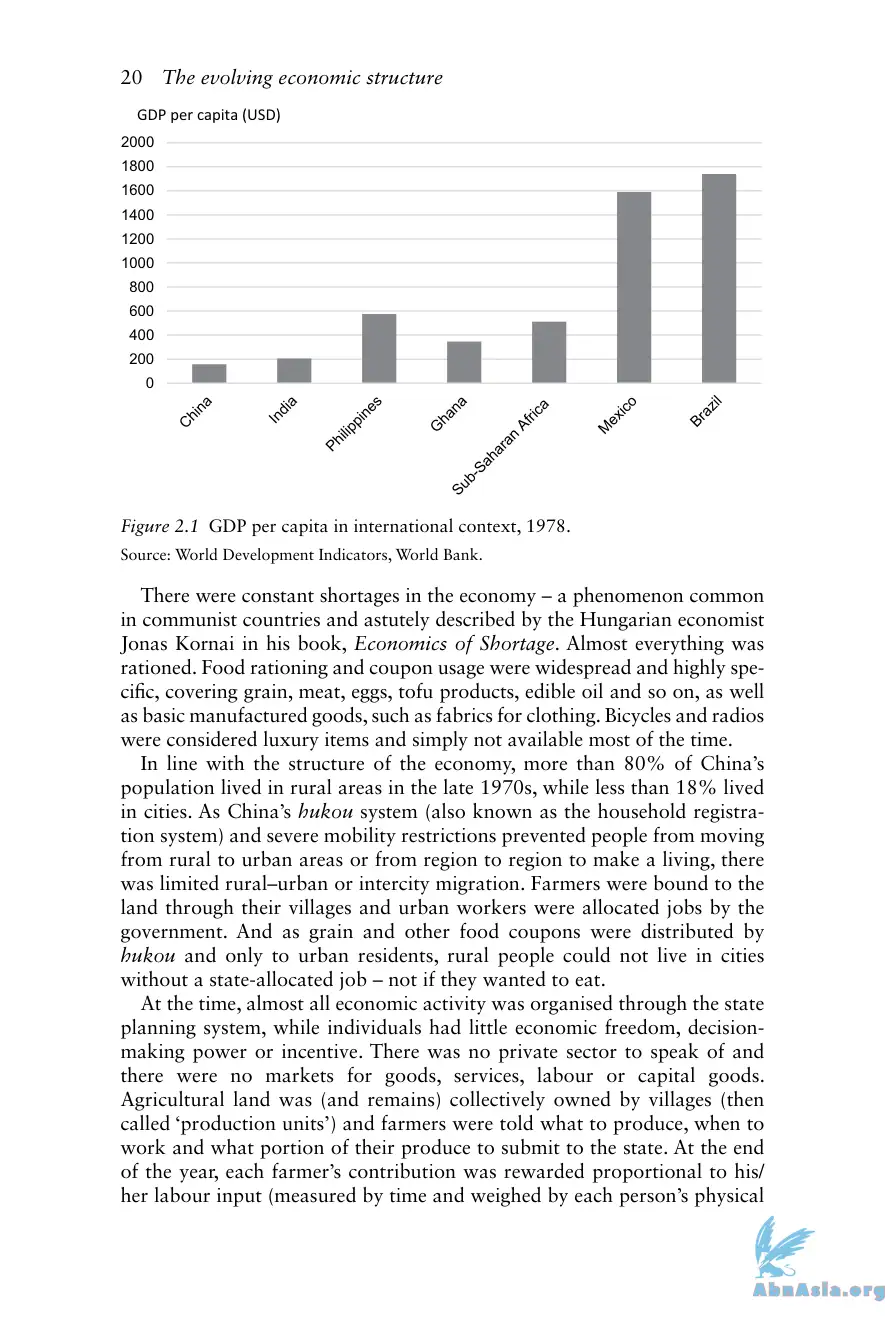 20 The evolving economic structure
GDP per capita (USD)
2000
1800
1600
1400
1200
1000
800
600
400
200
0
China
India
Philippines
Ghana
Sub-Saharan Africa
Mexico
Brazil
Figure 2.1 GDP per capita in international context, 1978.
Source: World Development Indicators, World Bank.
There were constant shortages in the economy – a phenomenon common
in communist countries and astutely described by the Hungarian economist
Jonas Kornai in his book, Economics of Shortage. Almost everything was
rationed. Food rationing and coupon usage were widespread and highly spe-
cific, covering grain, meat, eggs, tofu products, edible oil and so on, as well
as basic manufactured goods, such as fabrics for clothing. Bicycles and radios
were considered luxury items and simply not available most of the time.
In line with the structure of the economy, more than 80% of China’s
population lived in rural areas in the late 1970s, while less than 18% lived
in cities. As China’s hukou system (also known as the household registra-
tion system) and severe mobility restrictions prevented people from moving
from rural to urban areas or from region to region to make a living, there
was limited rural–urban or intercity migration. Farmers were bound to the
land through their villages and urban workers were allocated jobs by the
government. And as grain and other food coupons were distributed by
hukou and only to urban residents, rural people could not live in cities
without a state-allocated job – not if they wanted to eat.
At the time, almost all economic activity was organised through the state
planning system, while individuals had little economic freedom, decision-
making power or incentive. There was no private sector to speak of and
there were no markets for goods, services, labour or capital goods.
Agricultural land was (and remains) collectively owned by villages (then
called ‘production units’) and farmers were told what to produce, when to
work and what portion of their produce to submit to the state. At the end
of the year, each farmer’s contribution was rewarded proportional to his/
her labour input (measured by time and weighed by each person’s physical
AbnAsia.org